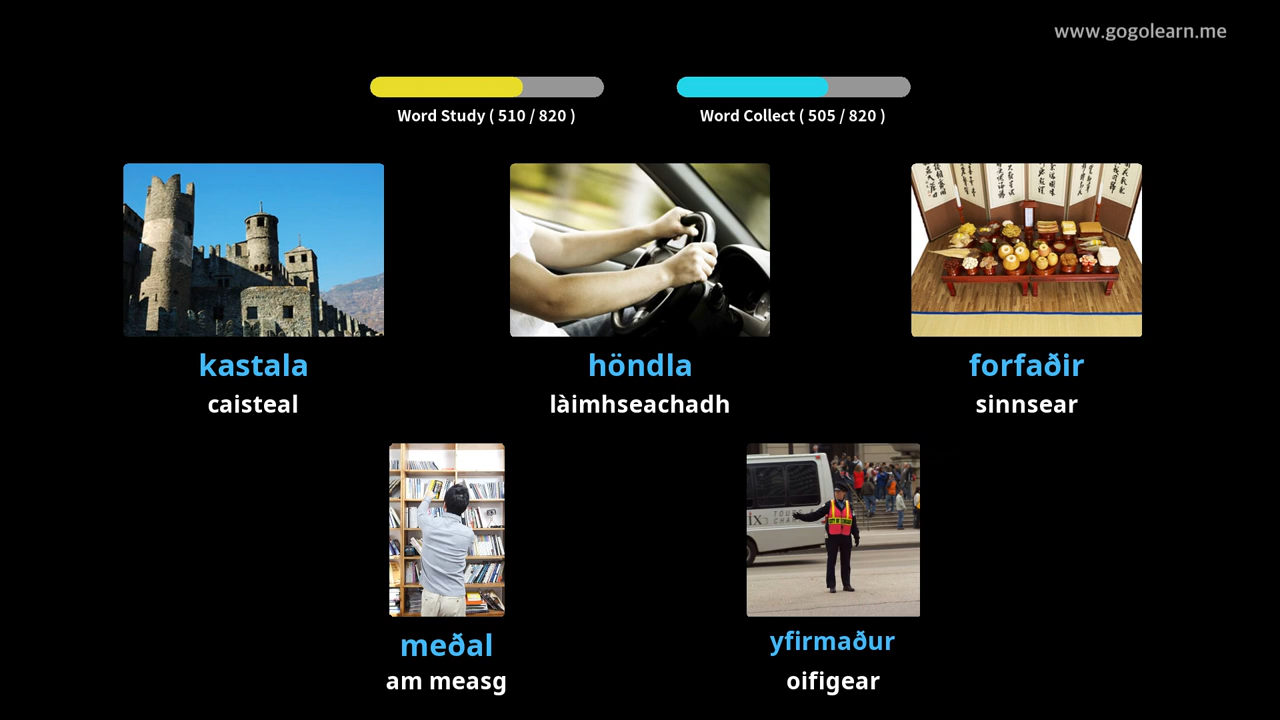 www.gogolearn.me
Word Study ( 510 / 820 )
Word Collect ( 505 / 820 )
kastala
höndla
forfaðir
caisteal
làimhseachadh
sinnsear
meðal
yfirmaður
am measg
oifigear